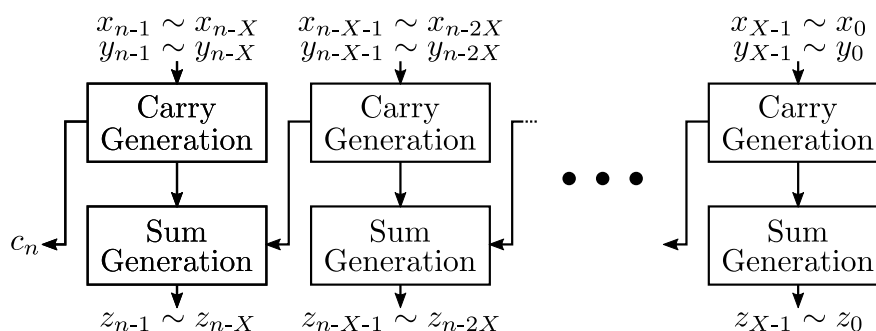 x_{n-1} ~ x_{n-X} x_{n-X-1} ~ x_{n-2X} x_{X-1} ~ x_0
y_{n-1} ~ y_{n-X} y_{n-X-1} ~ y_{n-2X} y_{X-1} ~ y_0
Carry
Generation
Carry
Generation
Carry
Generation
c_n
Sum
Generation
Sum
Generation
Sum
Generation
z_{n-1} ~ z_{n-X} z_{n-X-1} ~ z_{n-2X} z_{X-1} ~ z_0